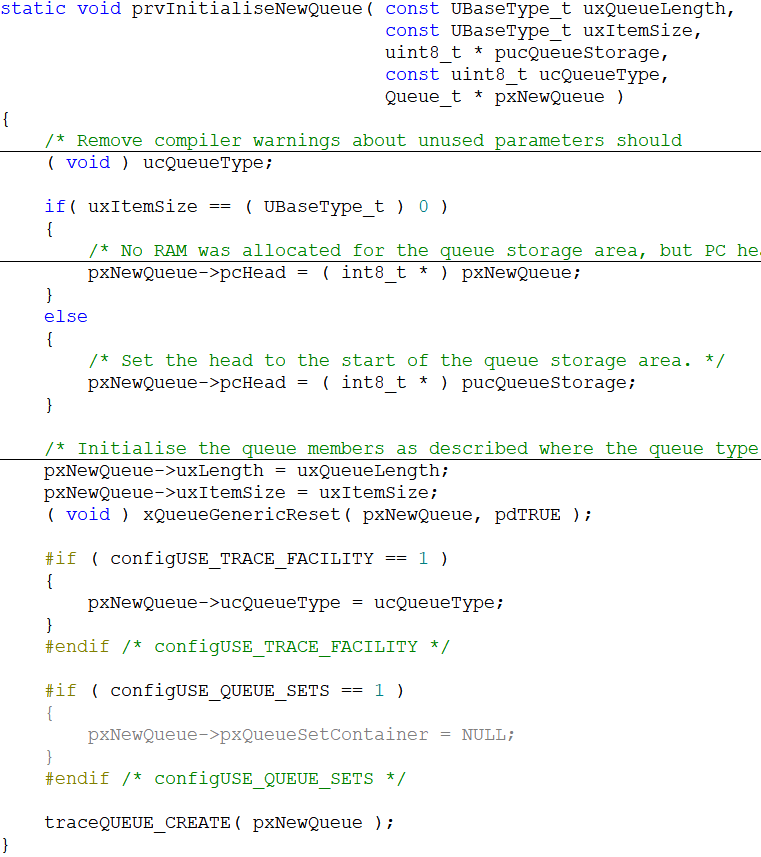 static void prvInitialiseNewQueue( const UBaseType_t uxQueueLength,
                                   const UBaseType_t uxItemSize,
                                   uint8_t * pucQueueStorage,
                                   const uint8_t ucQueueType,
                                   Queue_t * pxNewQueue )
{
    /* Remove compiler warnings about unused parameters should
    ( void ) ucQueueType;

    if( uxItemSize == ( UBaseType_t ) 0 )
    {
        /* No RAM was allocated for the queue storage area, but PC
        pxNewQueue->pcHead = ( int8_t * ) pxNewQueue;
    }
    else
    {
        /* Set the head to the start of the queue storage area. */
        pxNewQueue->pcHead = ( int8_t * ) pucQueueStorage;
    }

    /* Initialise the queue members as described where the queue type
    pxNewQueue->uxLength = uxQueueLength;
    pxNewQueue->uxItemSize = uxItemSize;
    ( void ) xQueueGenericReset( pxNewQueue, pdTRUE );

    #if ( configUSE_TRACE_FACILITY == 1 )
    {
        pxNewQueue->ucQueueType = ucQueueType;
    }
    #endif /* configUSE_TRACE_FACILITY */

    #if ( configUSE_QUEUE_SETS == 1 )
    {
        pxNewQueue->pxQueueSetContainer = NULL;
    }
    #endif /* configUSE_QUEUE_SETS */

    traceQUEUE_CREATE( pxNewQueue );
}